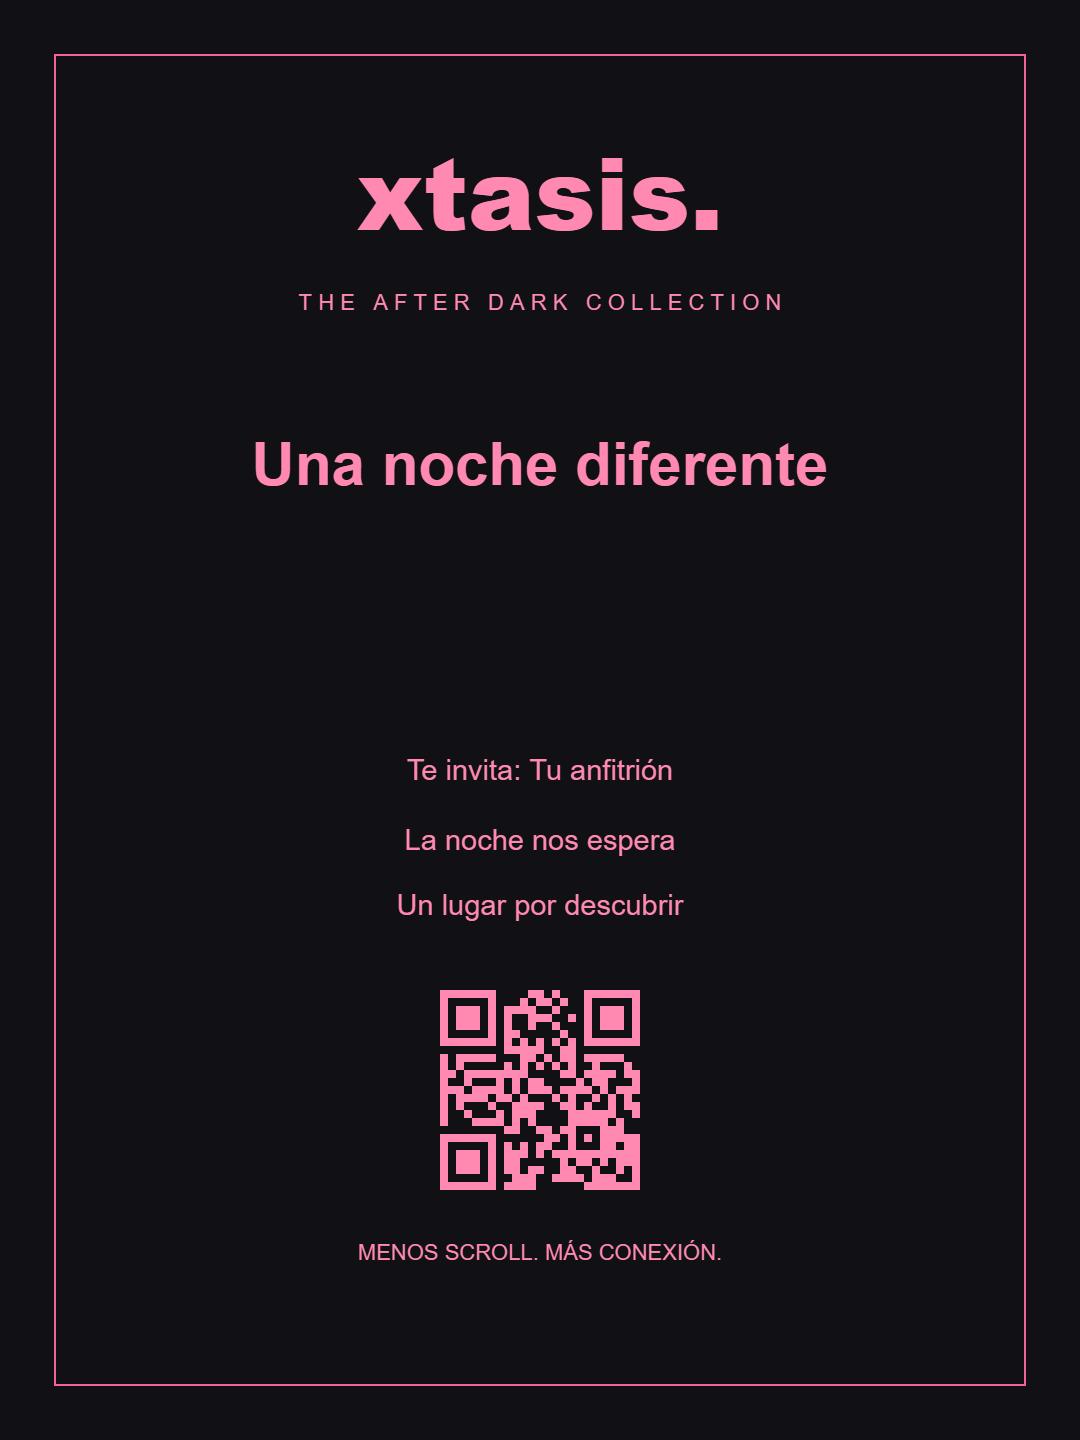 xtasis.
THE AFTER DARK COLLECTION
Una noche diferente
Te invita: Tu anfitrión
La noche nos espera
Un lugar por descubrir
MENOS SCROLL. MÁS CONEXIÓN.